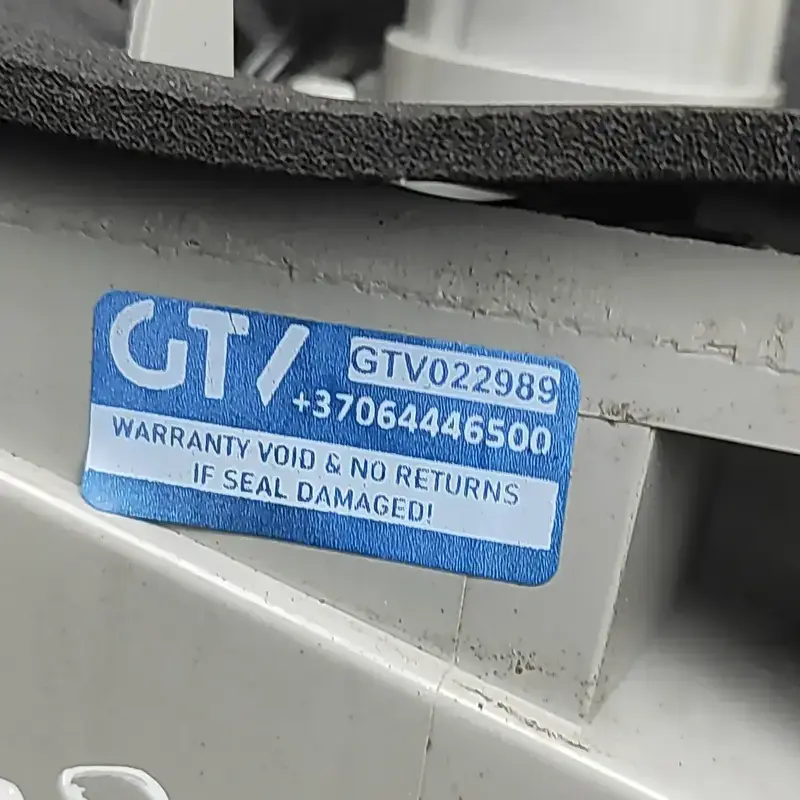 GTV
GTV022989
+37064446500
WARRANTY VOID & NO RETURNS
IF SEAL DAMAGED!